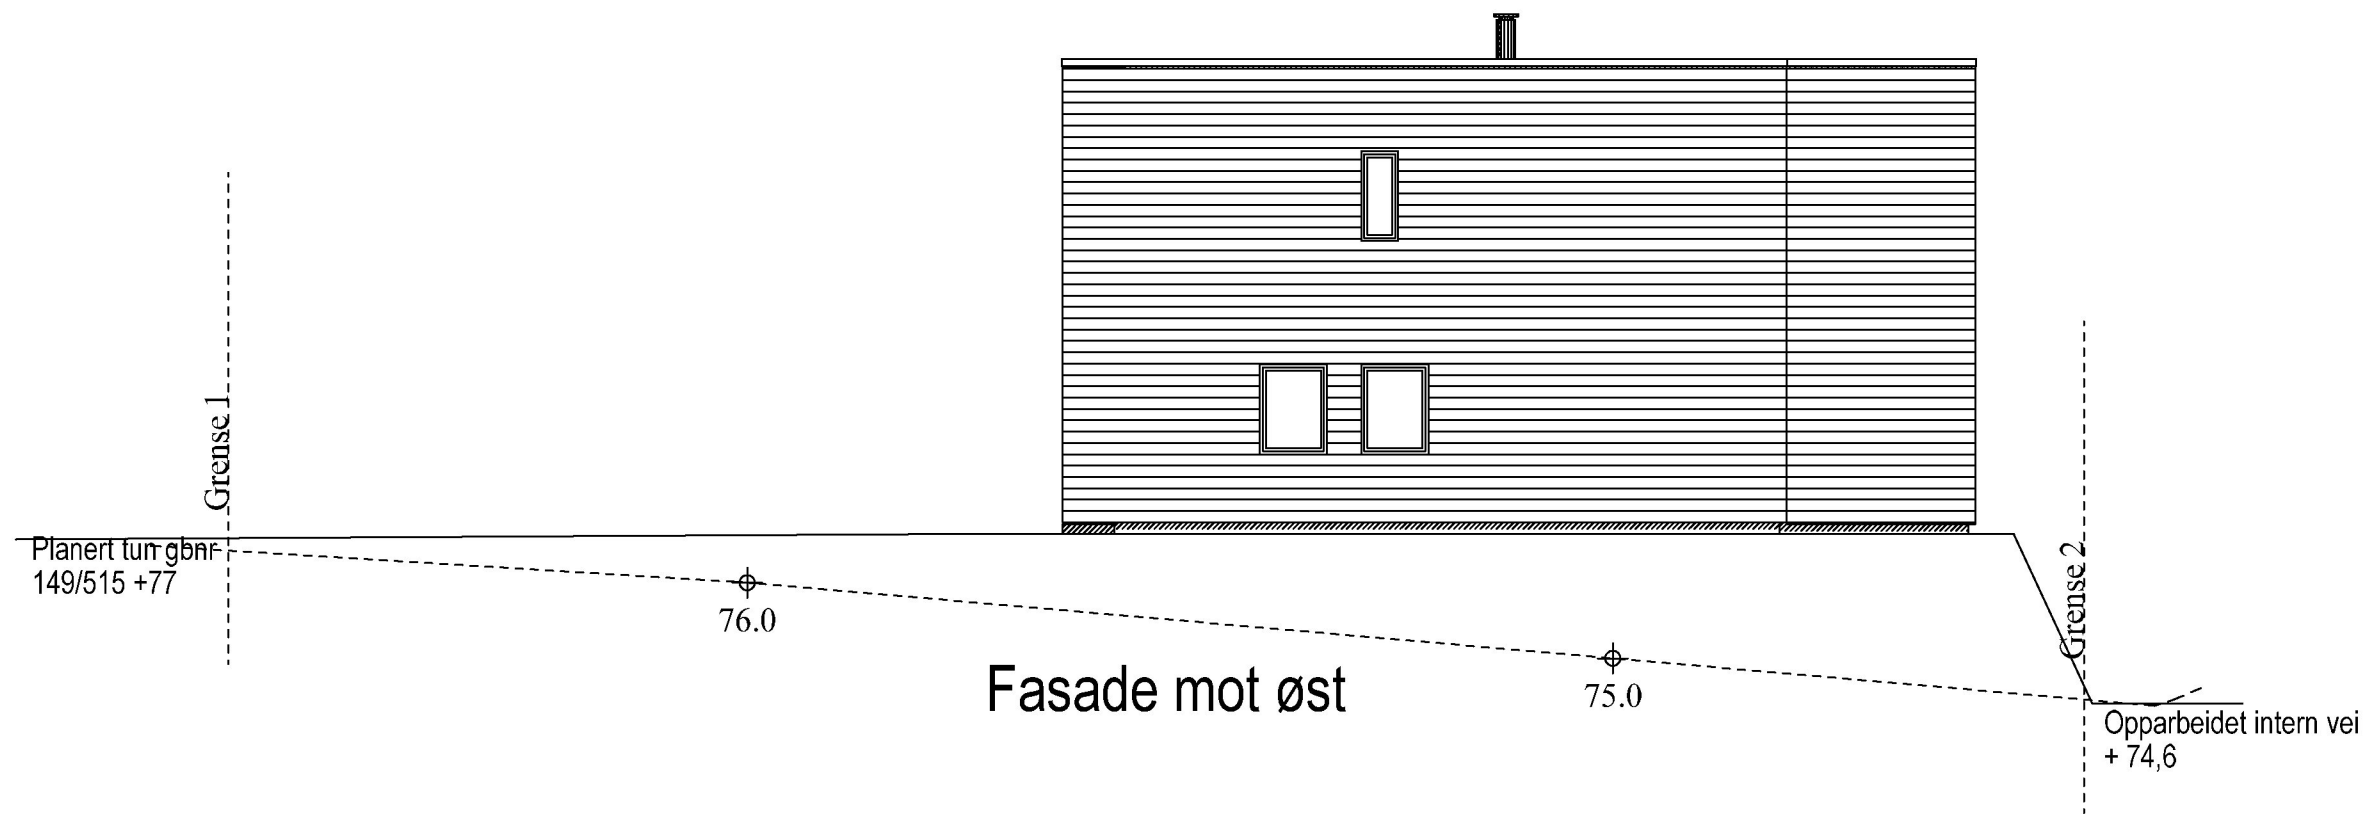 Grense 1
Planert tun gbnr
149/515 +77
76.0
Fasade mot øst
75.0
Grense 2
Opparbeidet intern vei
+ 74,6